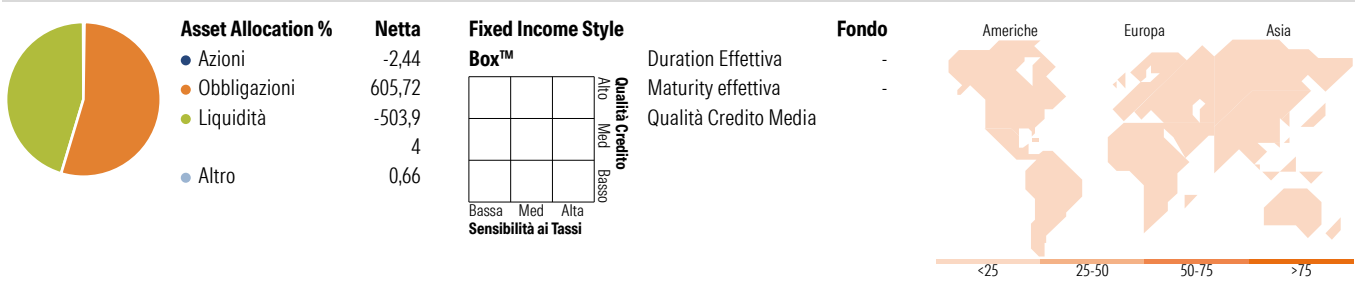 Asset Allocation % Netta
Azioni -2,44
Obbligazioni 605,72
Liquidità -503,9
4
Altro 0,66
Fixed Income Style
Box™
Alto Med Basso
Qualità Credito
Bassa Med Alta
Sensibilità ai Tassi
Fondo
Duration Effettiva -
Maturity effettiva -
Qualità Credito Media
Americhe Europa Asia
<25 25-50 50-75 >75